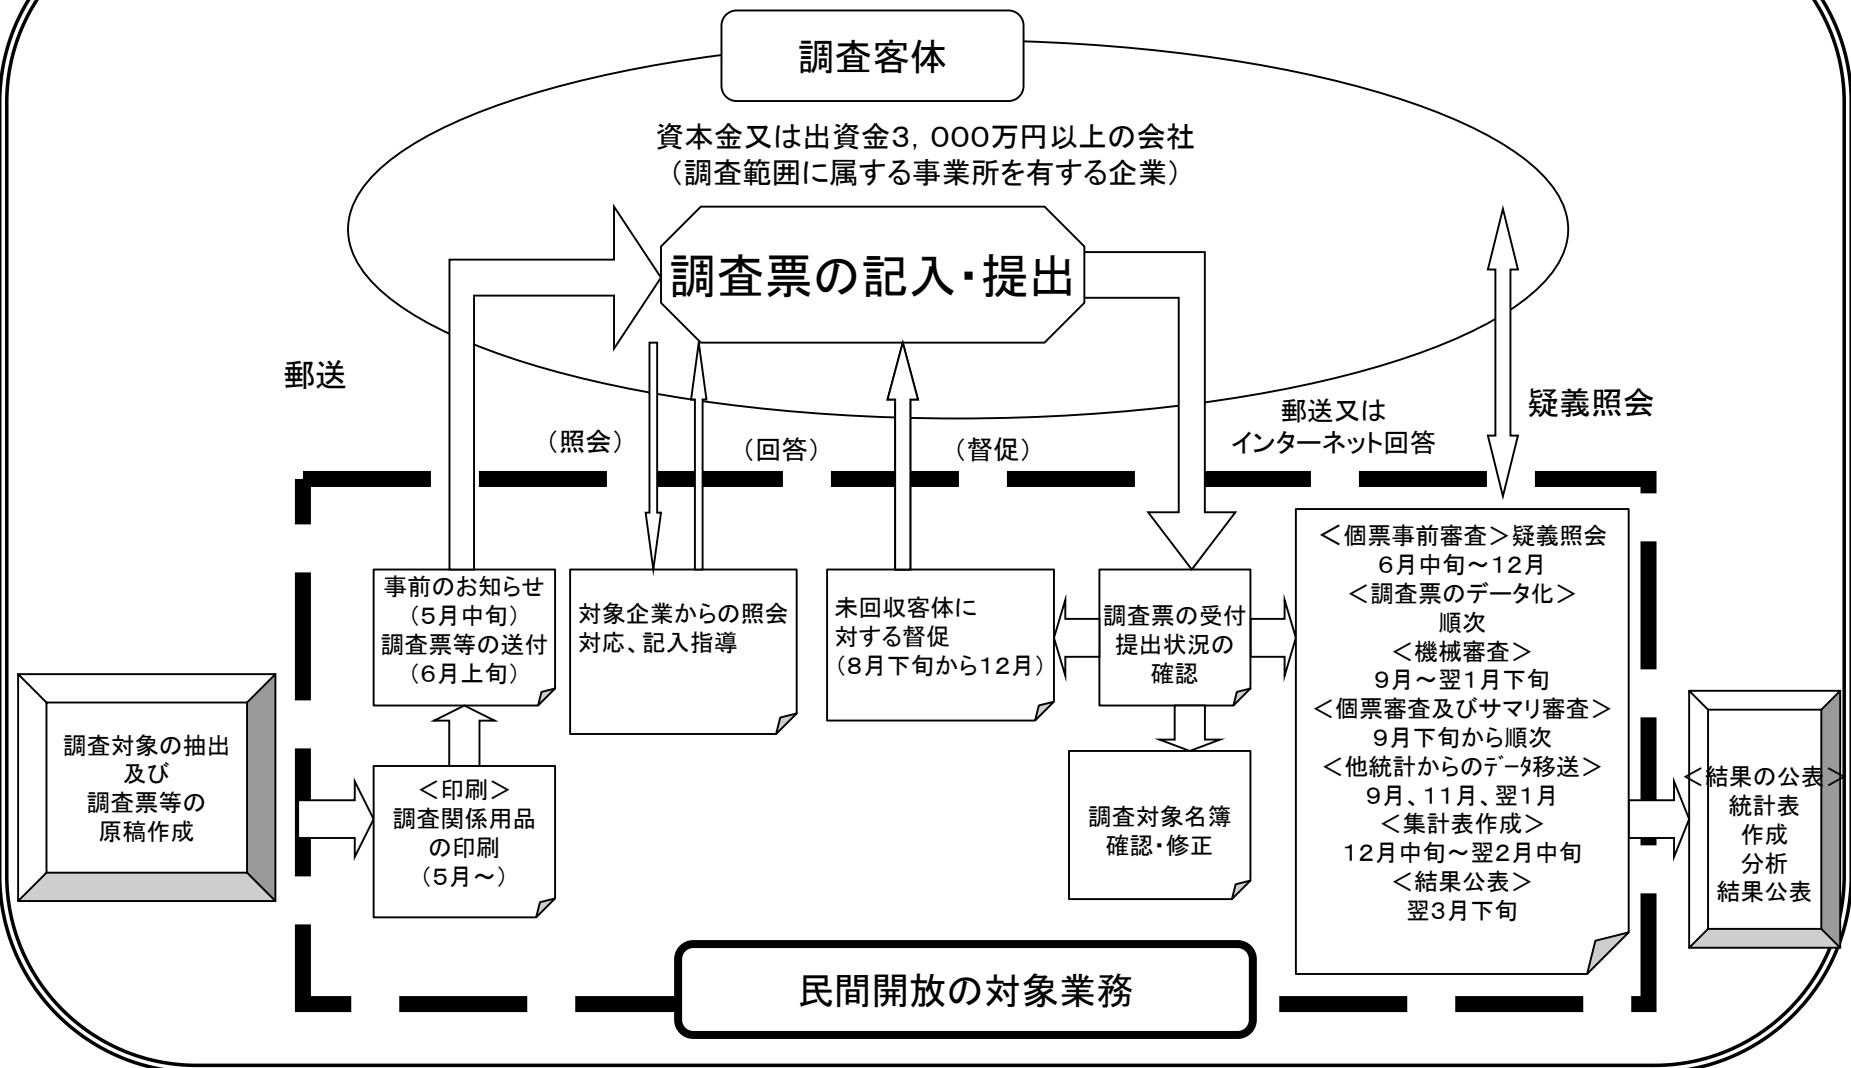 調査客体
資本金又は出資金3,000万円以上の会社
(調査範囲に属する事業所を有する企業)
調査票の記入・提出
郵送
(照会)
(回答)
(督促)
郵送又は
インターネット回答
疑義照会
事前のお知らせ
(5月中旬)
調査票等の送付
(6月上旬)
対象企業からの照会
対応、記入指導
未回収客体に
対する督促
(8月下旬から12月)
調査票の受付
提出状況の
確認
<個票事前審査>疑義照会
6月中旬~12月
<調査票のデータ化>
順次
<機械審査>
9月~翌1月下旬
<個票審査及びサマリ審査>
9月下旬から順次
<他統計からのデータ移送>
9月、11月、翌1月
<集計表作成>
12月中旬~翌2月中旬
<結果公表>
翌3月下旬
調査対象の抽出
及び
調査票等の
原稿作成
<印刷>
調査関係用品
の印刷
(5月~)
調査対象名簿
確認・修正
<結果の公表>
統計表
作成
分析
結果公表
民間開放の対象業務